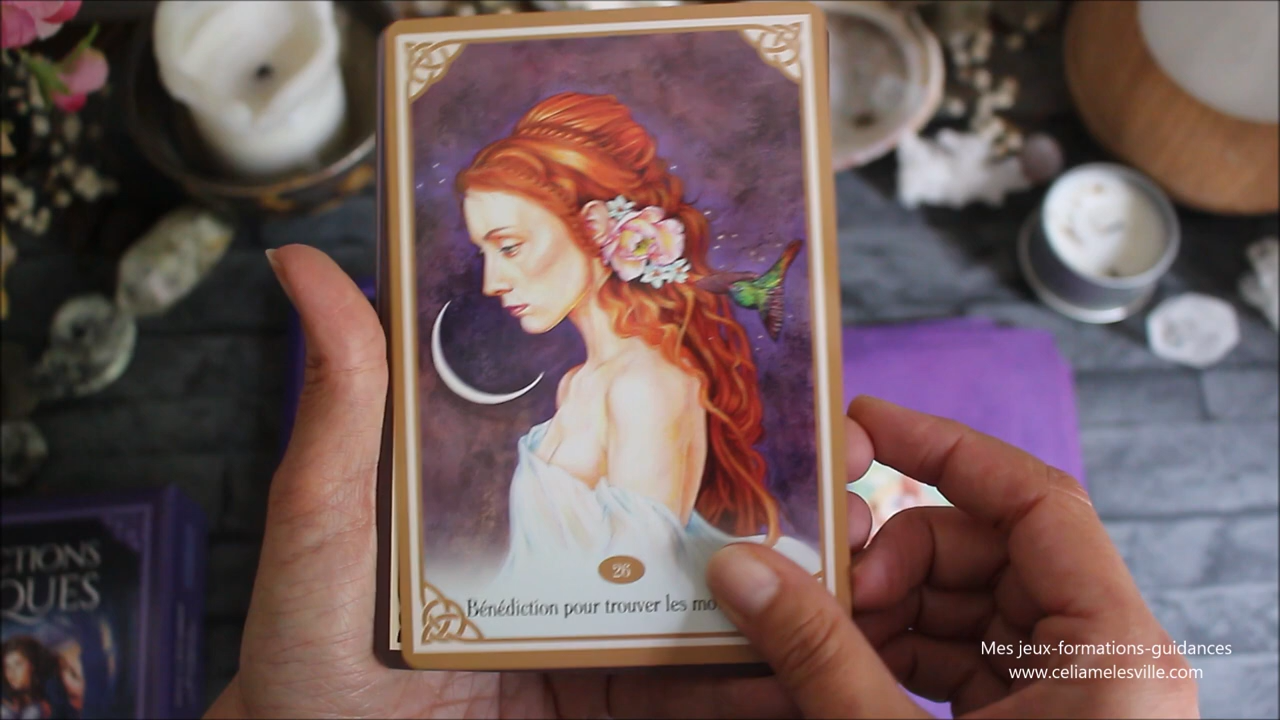 CTIONS
QUES
26
Bénédiction pour trouver les mo
Mes jeux-formations-guidances
www.celiamelesville.com